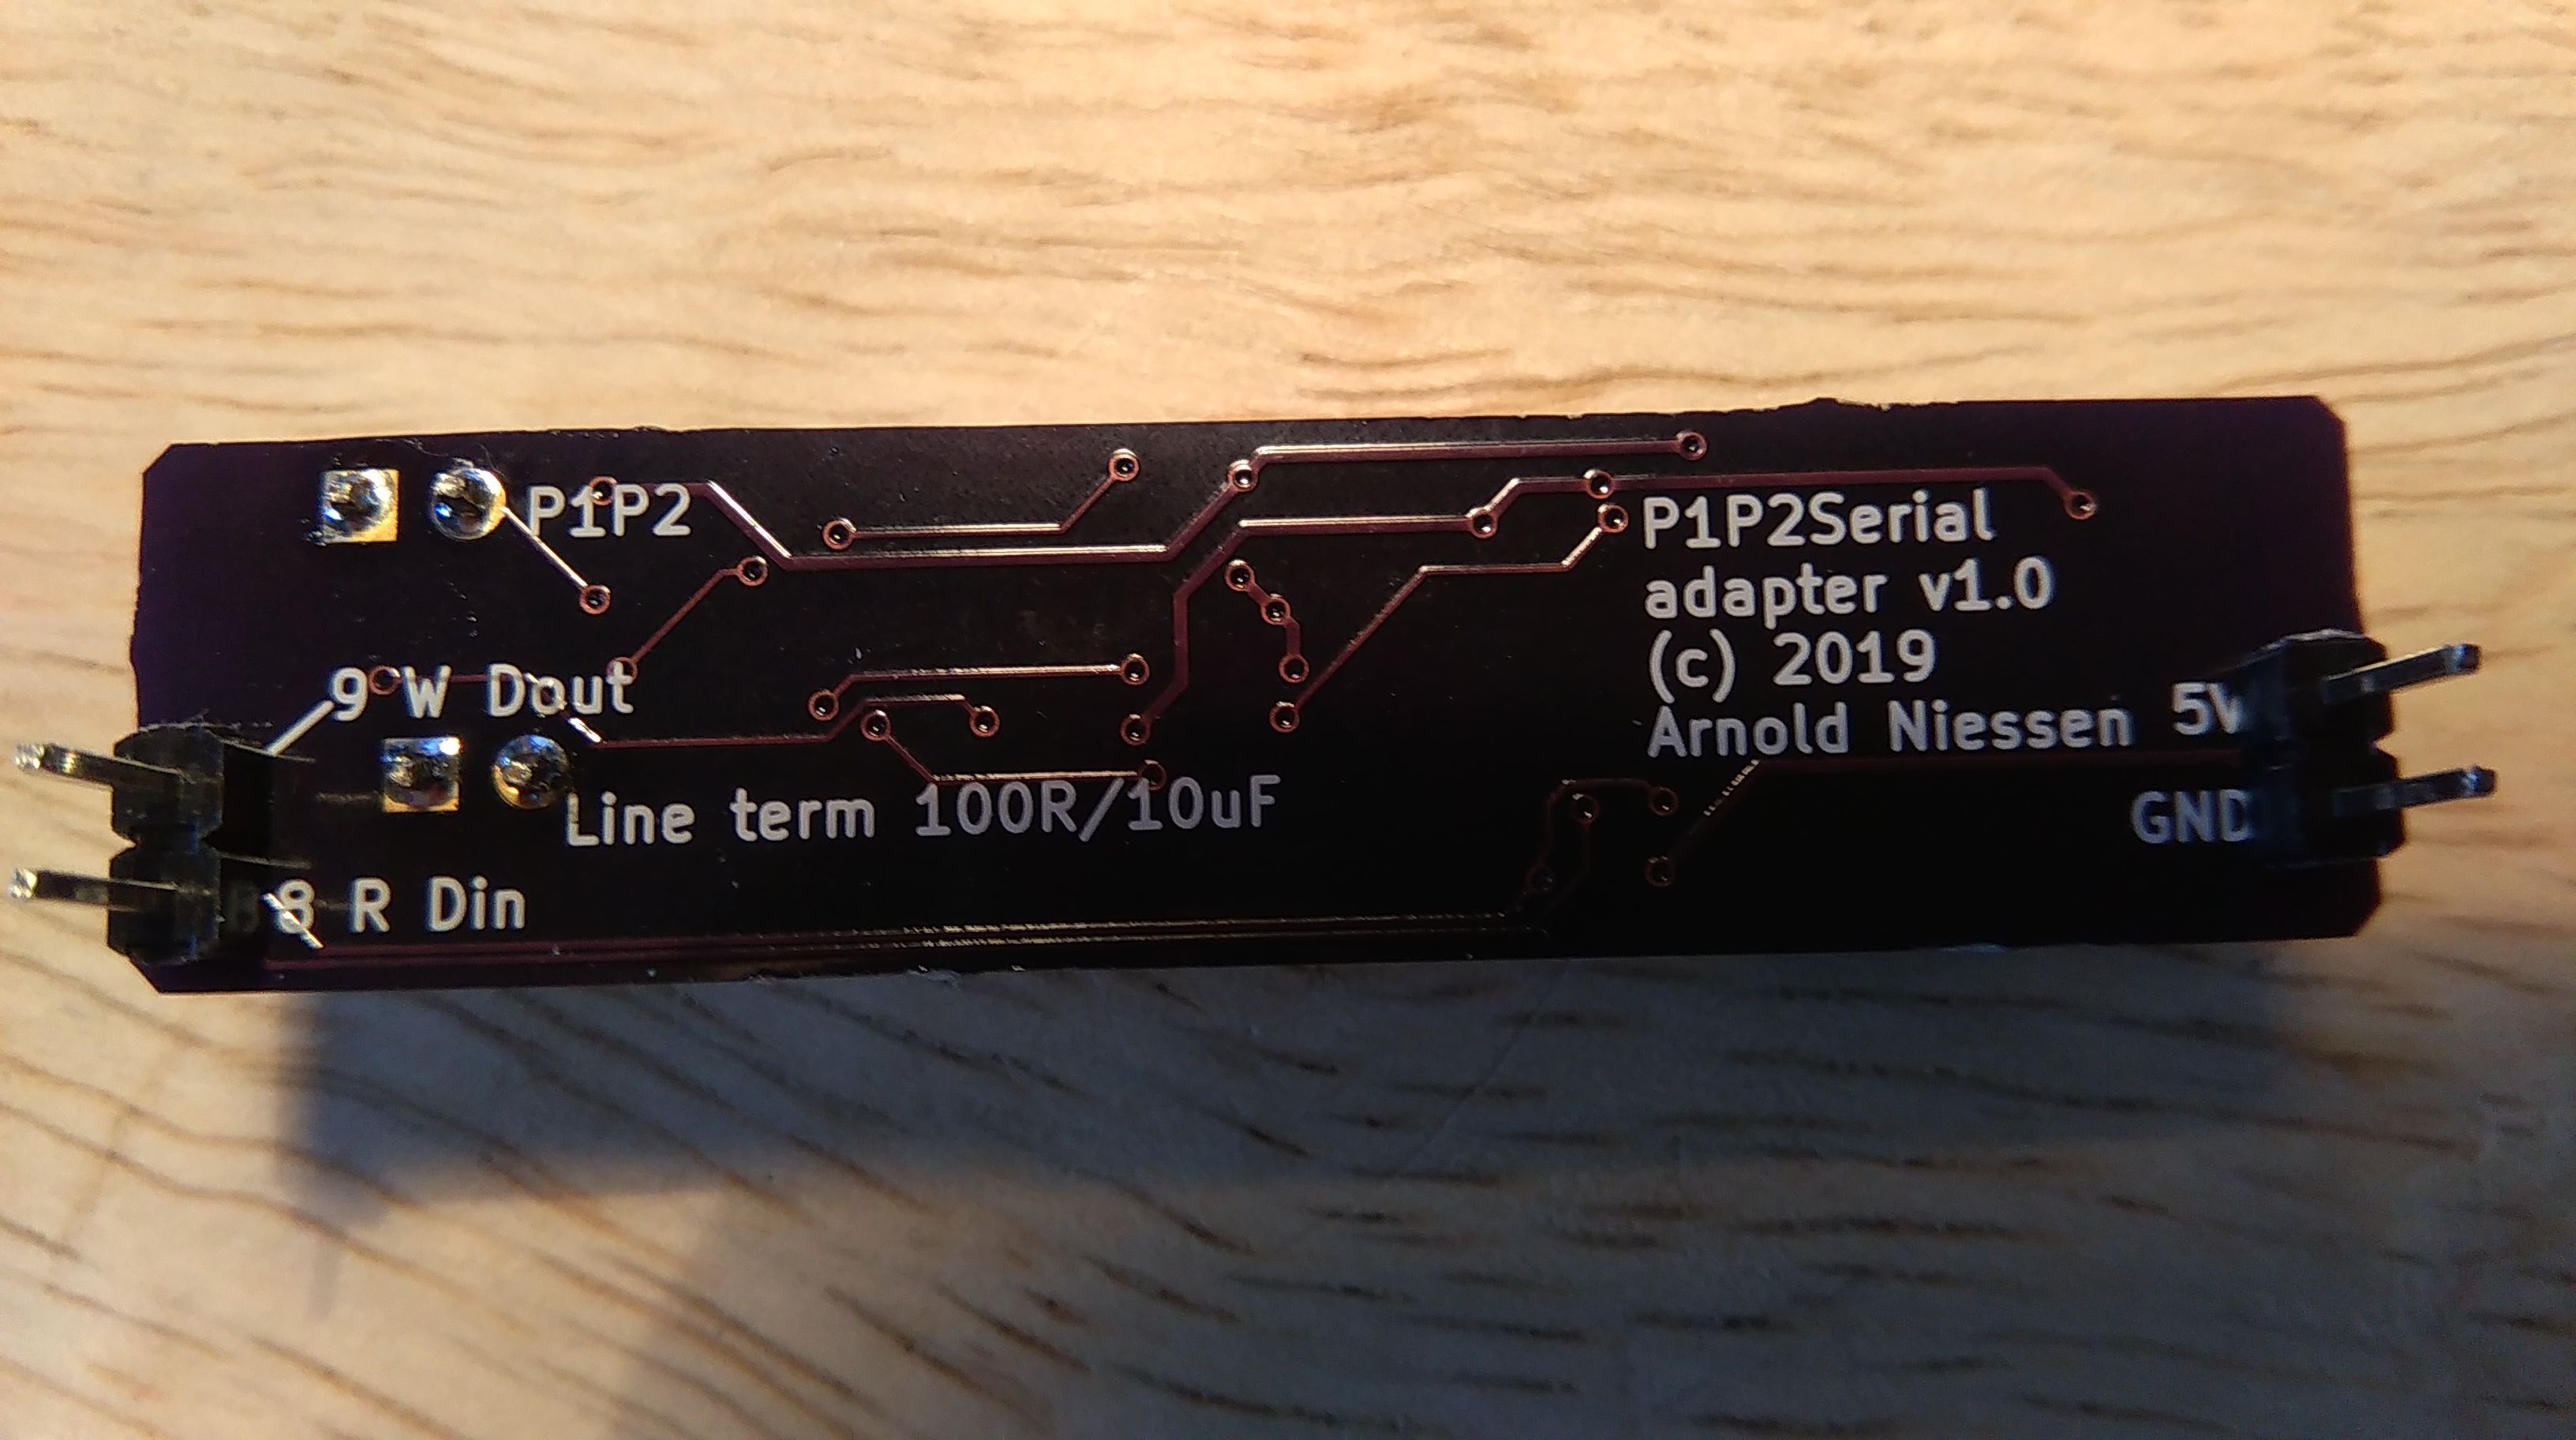 P1P2
P1P2Serial
adapter v1.0
(c) 2019
Arnold Niessen
5V
9 W Dout
Line term 100R/10uF
GND
8 R Din